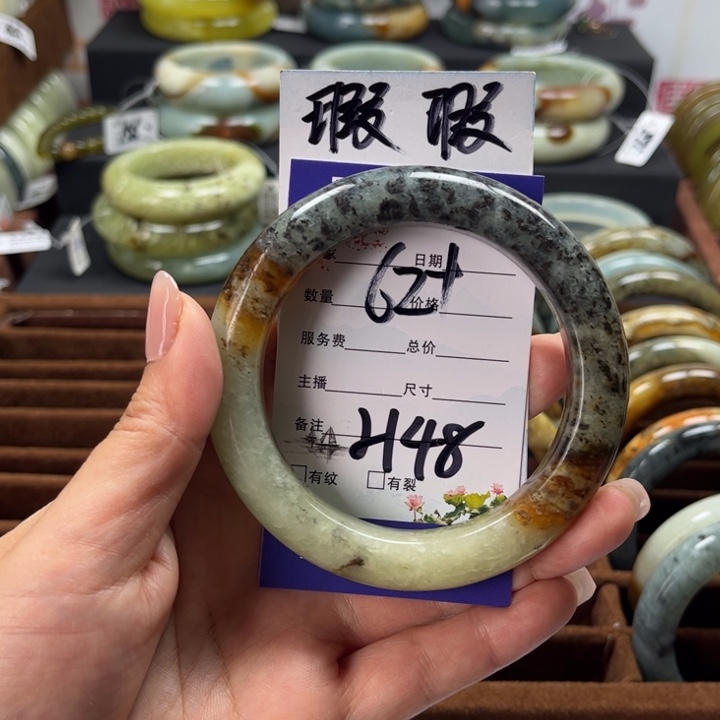 瑕 瑕
日期
62+
数量 价格
服务费 总价
主播 尺寸
备注
H48
有纹 有裂